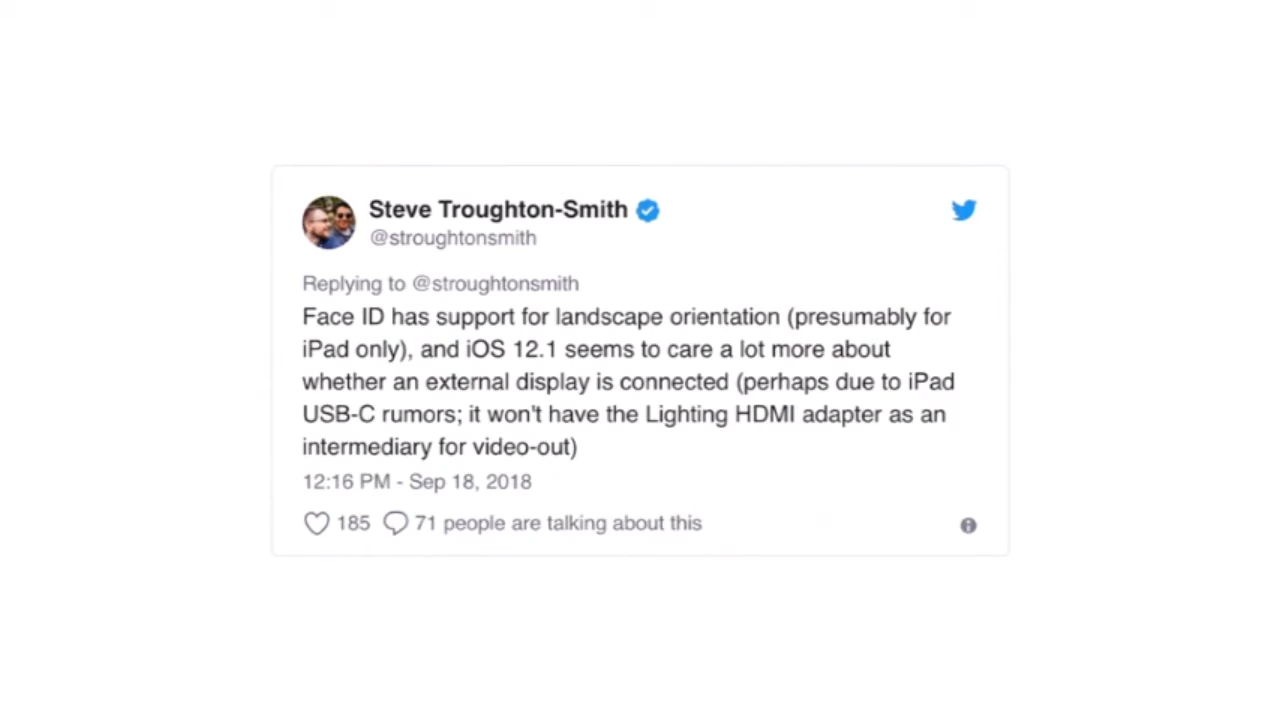 Steve Troughton-Smith
@stroughtonsmith
Replying to @stroughtonsmith
Face ID has support for landscape orientation (presumably for
iPad only), and iOS 12.1 seems to care a lot more about
whether an external display is connected (perhaps due to iPad
USB-C rumors; it won't have the Lighting HDMI adapter as an
intermediary for video-out)
12:16 PM - Sep 18, 2018
185 71 people are talking about this